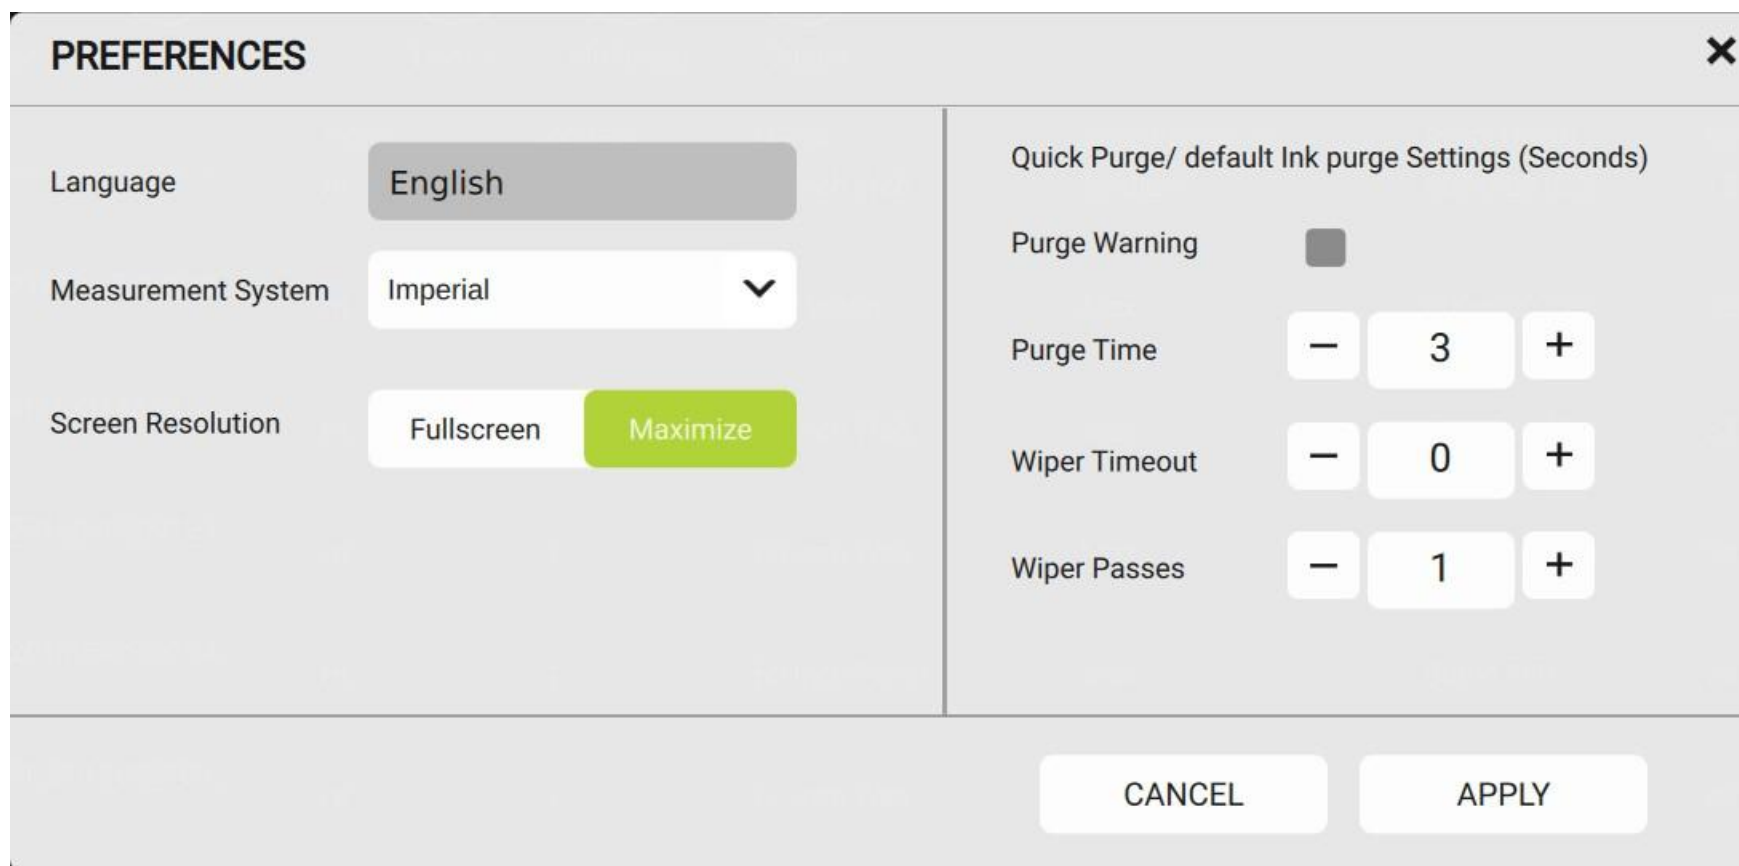 PREFERENCES
Language
English
Measurement System
Imperial
Screen Resolution
Fullscreen
Maximize
Quick Purge/ default Ink purge Settings (Seconds)
Purge Warning
Purge Time
3
Wiper Timeout
0
Wiper Passes
1
CANCEL
APPLY